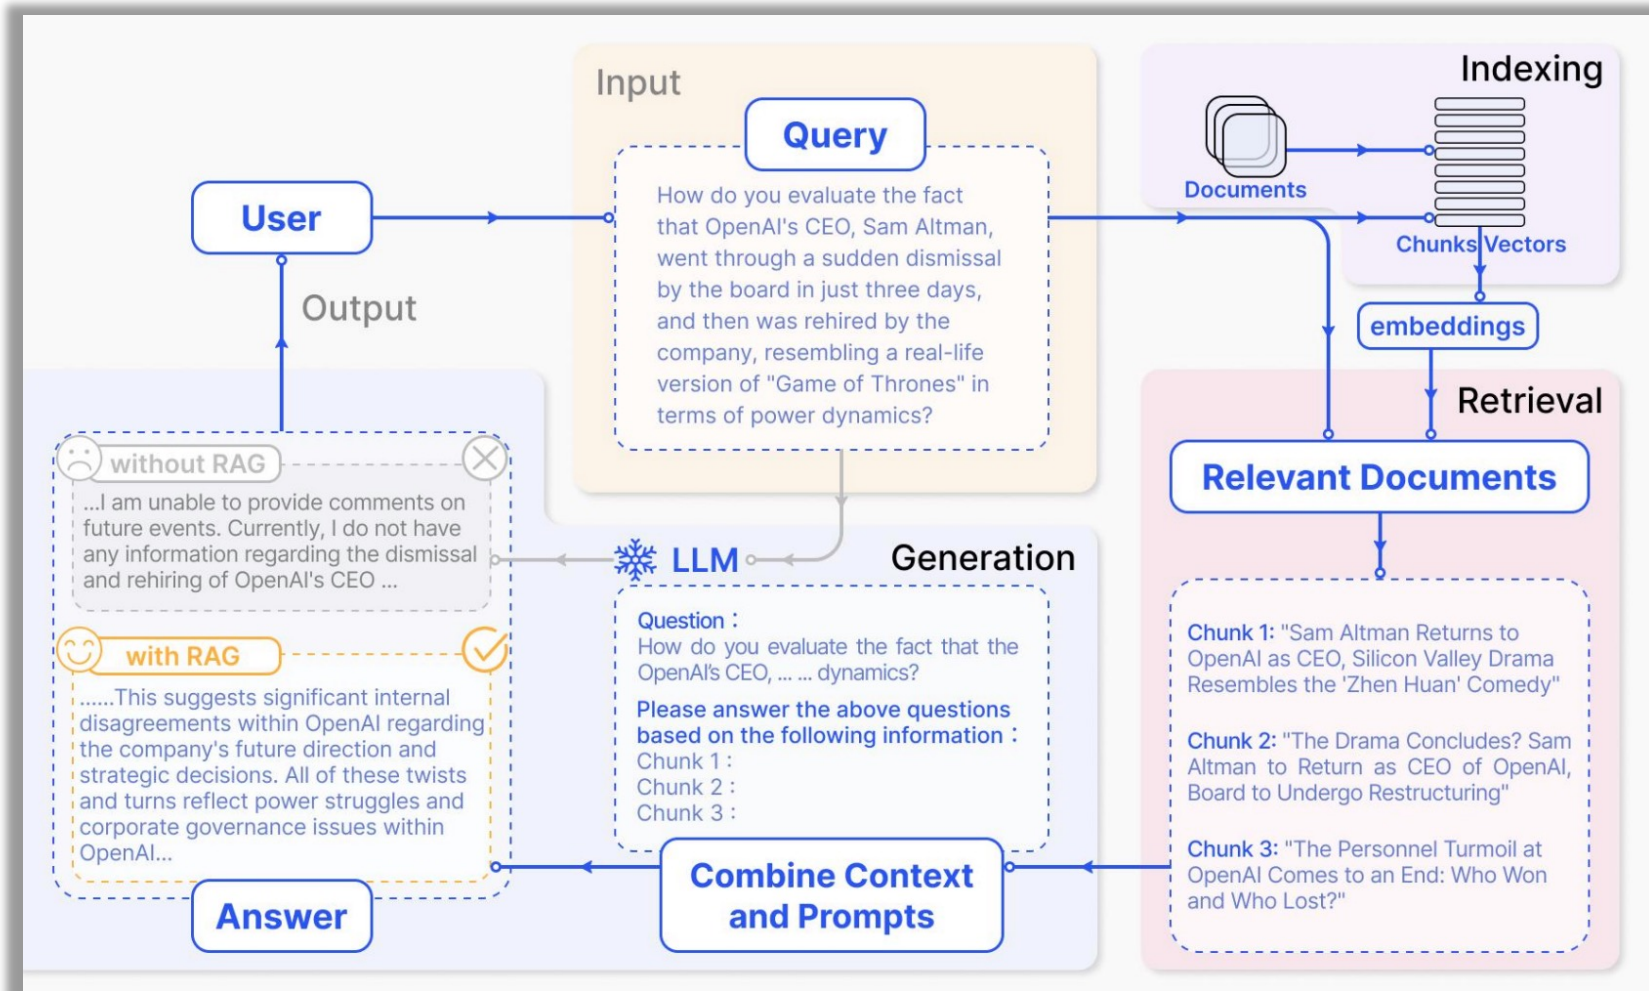 Input
Query
How do you evaluate the fact
that OpenAI's CEO, Sam Altman,
went through a sudden dismissal
by the board in just three days,
and then was rehired by the
company, resembling a real-life
version of "Game of Thrones" in
terms of power dynamics?
Indexing
Documents
Chunks Vectors
embeddings
User
Output
Retrieval
Relevant Documents
Chunk 1: "Sam Altman Returns to
OpenAI as CEO, Silicon Valley Drama
Resembles the 'Zhen Huan' Comedy"
Chunk 2: "The Drama Concludes? Sam
Altman to Return as CEO of OpenAI,
Board to Undergo Restructuring"
Chunk 3: "The Personnel Turmoil at
OpenAI Comes to an End: Who Won
and Who Lost?"
LLM
Generation
Question :
How do you evaluate the fact that the
OpenAI's CEO, ... ... dynamics?
Please answer the above questions
based on the following information :
Chunk 1 :
Chunk 2 :
Chunk 3 :
Combine Context
and Prompts
without RAG
...I am unable to provide comments on
future events. Currently, I do not have
any information regarding the dismissal
and rehiring of OpenAI's CEO ...
with RAG
......This suggests significant internal
disagreements within OpenAI regarding
the company's future direction and
strategic decisions. All of these twists
and turns reflect power struggles and
corporate governance issues within
OpenAI...
Answer